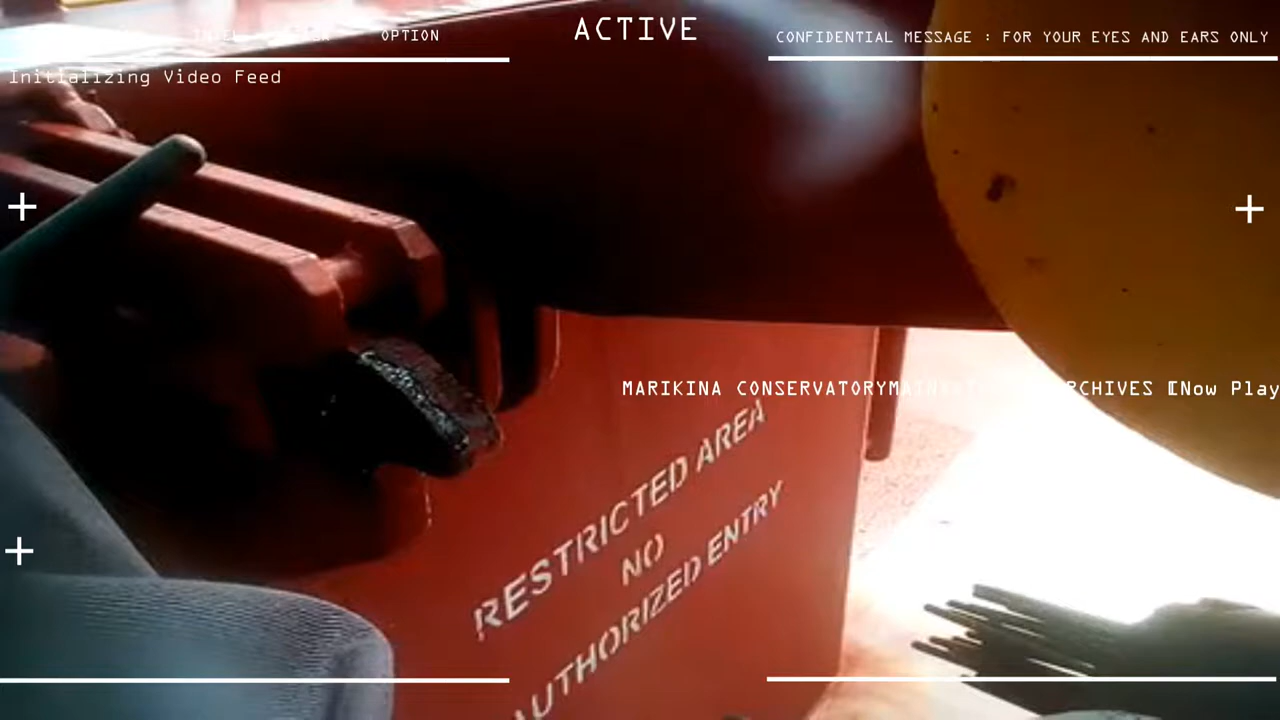 OPTION
ACTIVE
CONFIDENTIAL MESSAGE : FOR YOUR EYES AND EARS ONLY
Initializing Video Feed
MARIKINA CONSERVATORY [Now Play
RESTRICTED AREA
NO
AUTHORIZED ENTRY